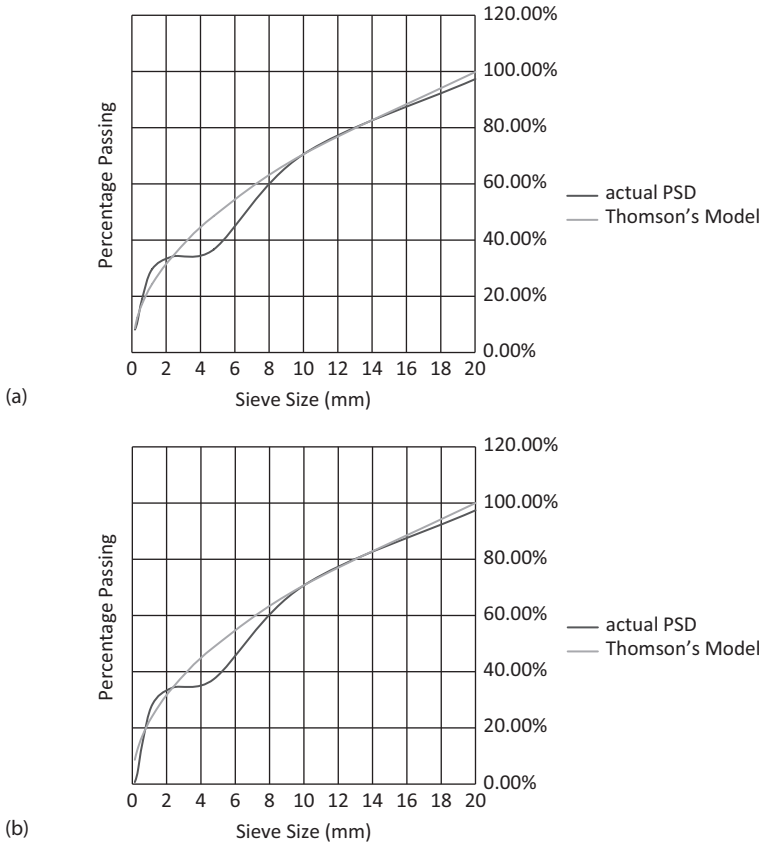 120.00%
100.00%
80.00%
60.00%
40.00%
20.00%
0.00%
Percentage Passing
0 2 4 6 8 10 12 14 16 18 20
Sieve Size (mm)
actual PSD
Thomson's Model
(a)
120.00%
100.00%
80.00%
60.00%
40.00%
20.00%
0.00%
Percentage Passing
0 2 4 6 8 10 12 14 16 18 20
Sieve Size (mm)
actual PSD
Thomson's Model
(b)